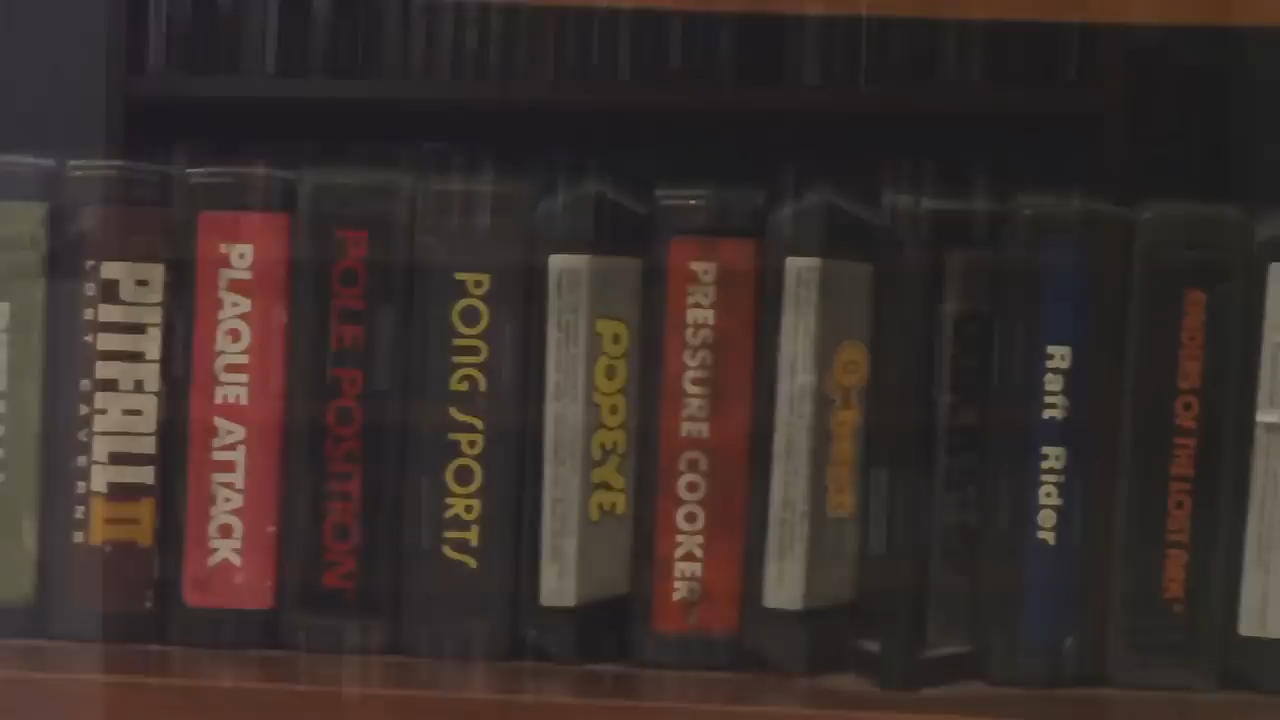 PITFALL II
LOST CAVERNS
PLAQUE ATTACK
POLE POSITION
PONG SPORTS
POPEYE
PRESSURE COOKER
Q-bert
Raft Rider
RAIDERS OF THE LOST ARK